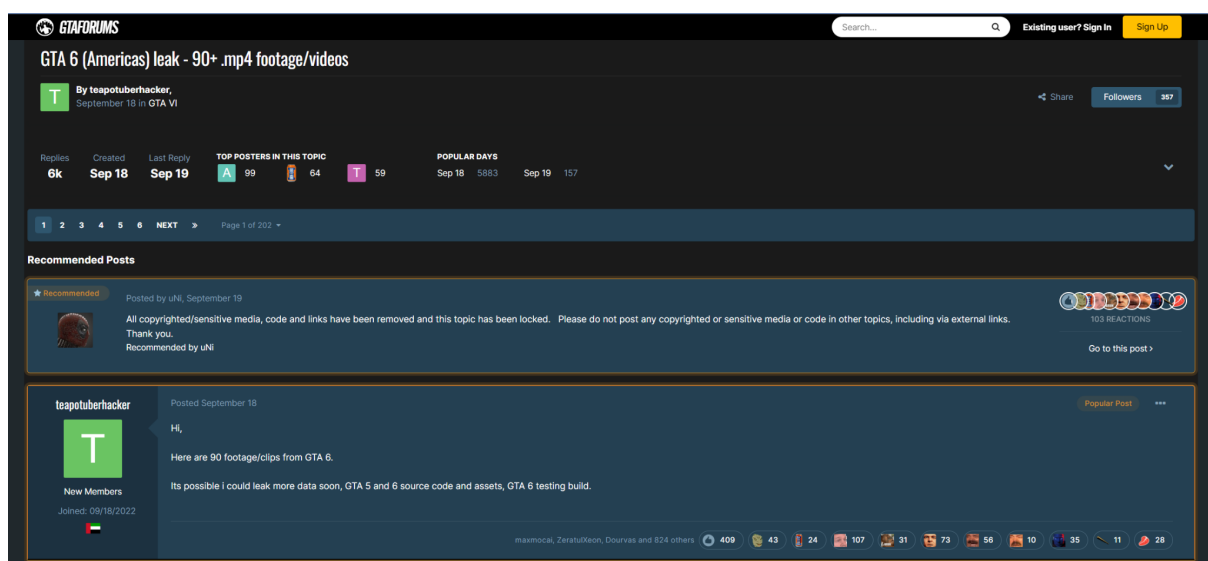 GTAFORUMS
Search...
Existing user? Sign In
Sign Up
GTA 6 (Americas) leak - 90+ .mp4 footage/videos
T
By teapotuberhacker,
September 18 in GTA VI
Share
Followers 357
Replies Created Last Reply TOP POSTERS IN THIS TOPIC POPULAR DAYS
6k Sep 18 Sep 19 A 99 64 T 59 Sep 18 5883 Sep 19 157
1 2 3 4 5 6 NEXT » Page 1 of 202
Recommended Posts
Recommended
Posted by uNi, September 19
All copyrighted/sensitive media, code and links have been removed and this topic has been locked. Please do not post any copyrighted or sensitive media or code in other topics, including via external links.
Thank you.
Recommended by uNi
103 REACTIONS
Go to this post ›
teapotuberhacker
T
New Members
Joined: 09/18/2022
Posted September 18
Popular Post
Hi,
Here are 90 footage/clips from GTA 6.
Its possible i could leak more data soon, GTA 5 and 6 source code and assets, GTA 6 testing build.
maxmocai, ZeratulXeon, Dourvas and 824 others 409 43 24 107 31 73 56 10 35 11 28